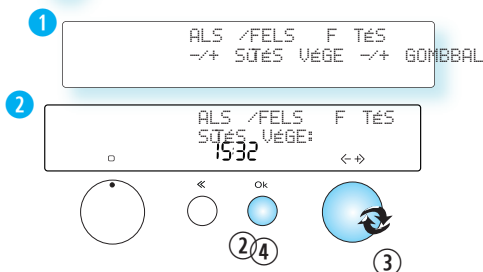 1
ALS /FELS F TÉS
-/+ SÜTÉS VÉGE -/+ GOMBBAL
2
ALS /FELS F TÉS
SÜTÉS VÉGE:
15:32
<- +>
« Ok
2 4
3